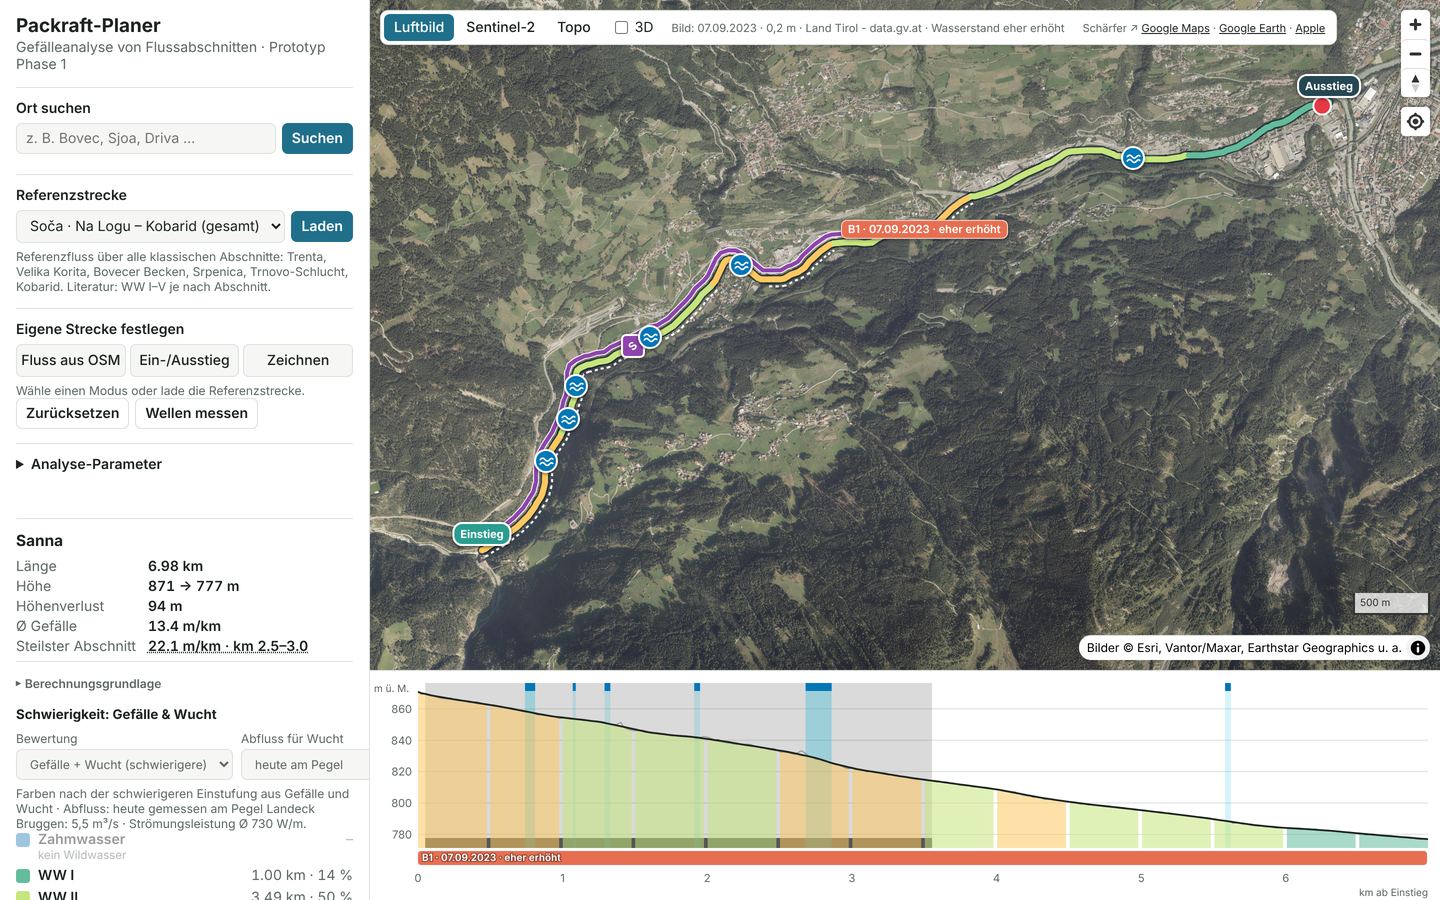 Packraft-Planer
Gefälleanalyse von Flussabschnitten · Prototyp
Phase 1
Ort suchen
z. B. Bovec, Sjoa, Driva ...
Suchen
Referenzstrecke
Soča · Na Logu – Kobarid (gesamt)
Laden
Referenzfluss über alle klassischen Abschnitte: Trenta,
Velika Korita, Bovecer Becken, Srpenica, Trnovo-Schlucht,
Kobarid. Literatur: WW I–V je nach Abschnitt.
Eigene Strecke festlegen
Fluss aus OSM
Ein-/Ausstieg
Zeichnen
Wähle einen Modus oder lade die Referenzstrecke.
Zurücksetzen
Wellen messen
Analyse-Parameter
Sanna
Länge 6.98 km
Höhe 871 → 777 m
Höhenverlust 94 m
Ø Gefälle 13.4 m/km
Steilster Abschnitt 22.1 m/km · km 2.5–3.0
Berechnungsgrundlage
Schwierigkeit: Gefälle & Wucht
Bewertung
Abfluss für Wucht
Gefälle + Wucht (schwierigere)
heute am Pegel
Farben nach der schwierigeren Einstufung aus Gefälle und
Wucht · Abfluss: heute gemessen am Pegel Landeck
Bruggen: 5,5 m³/s · Strömungsleistung Ø 730 W/m.
Zahmwasser –
kein Wildwasser
WW I 1.00 km · 14 %
WW II 3.49 km · 50 %
Luftbild
Sentinel-2
Topo
3D
Bild: 07.09.2023 · 0,2 m · Land Tirol - data.gv.at · Wasserstand eher erhöht
Schärfer ↗ Google Maps · Google Earth · Apple
Ausstieg
B1 · 07.09.2023 · eher erhöht
S
Einstieg
500 m
Bilder © Esri, Vantor/Maxar, Earthstar Geographics u. a.
m ü. M.
860
840
820
800
780
B1 · 07.09.2023 · eher erhöht
0 1 2 3 4 5 6
km ab Einstieg